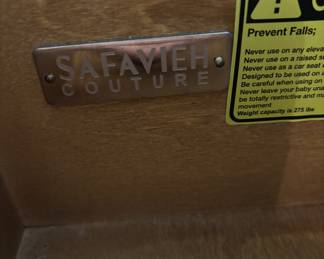 SAFAVIEH
COUTURE
Prevent Falls;
Never use on any eleva
Never use on a raised s
Never use as a car seat
Designed to be used on
Be careful when using on
Never leave your baby una
be totally restrictive and m
movement
Weight capacity is 275 lbs